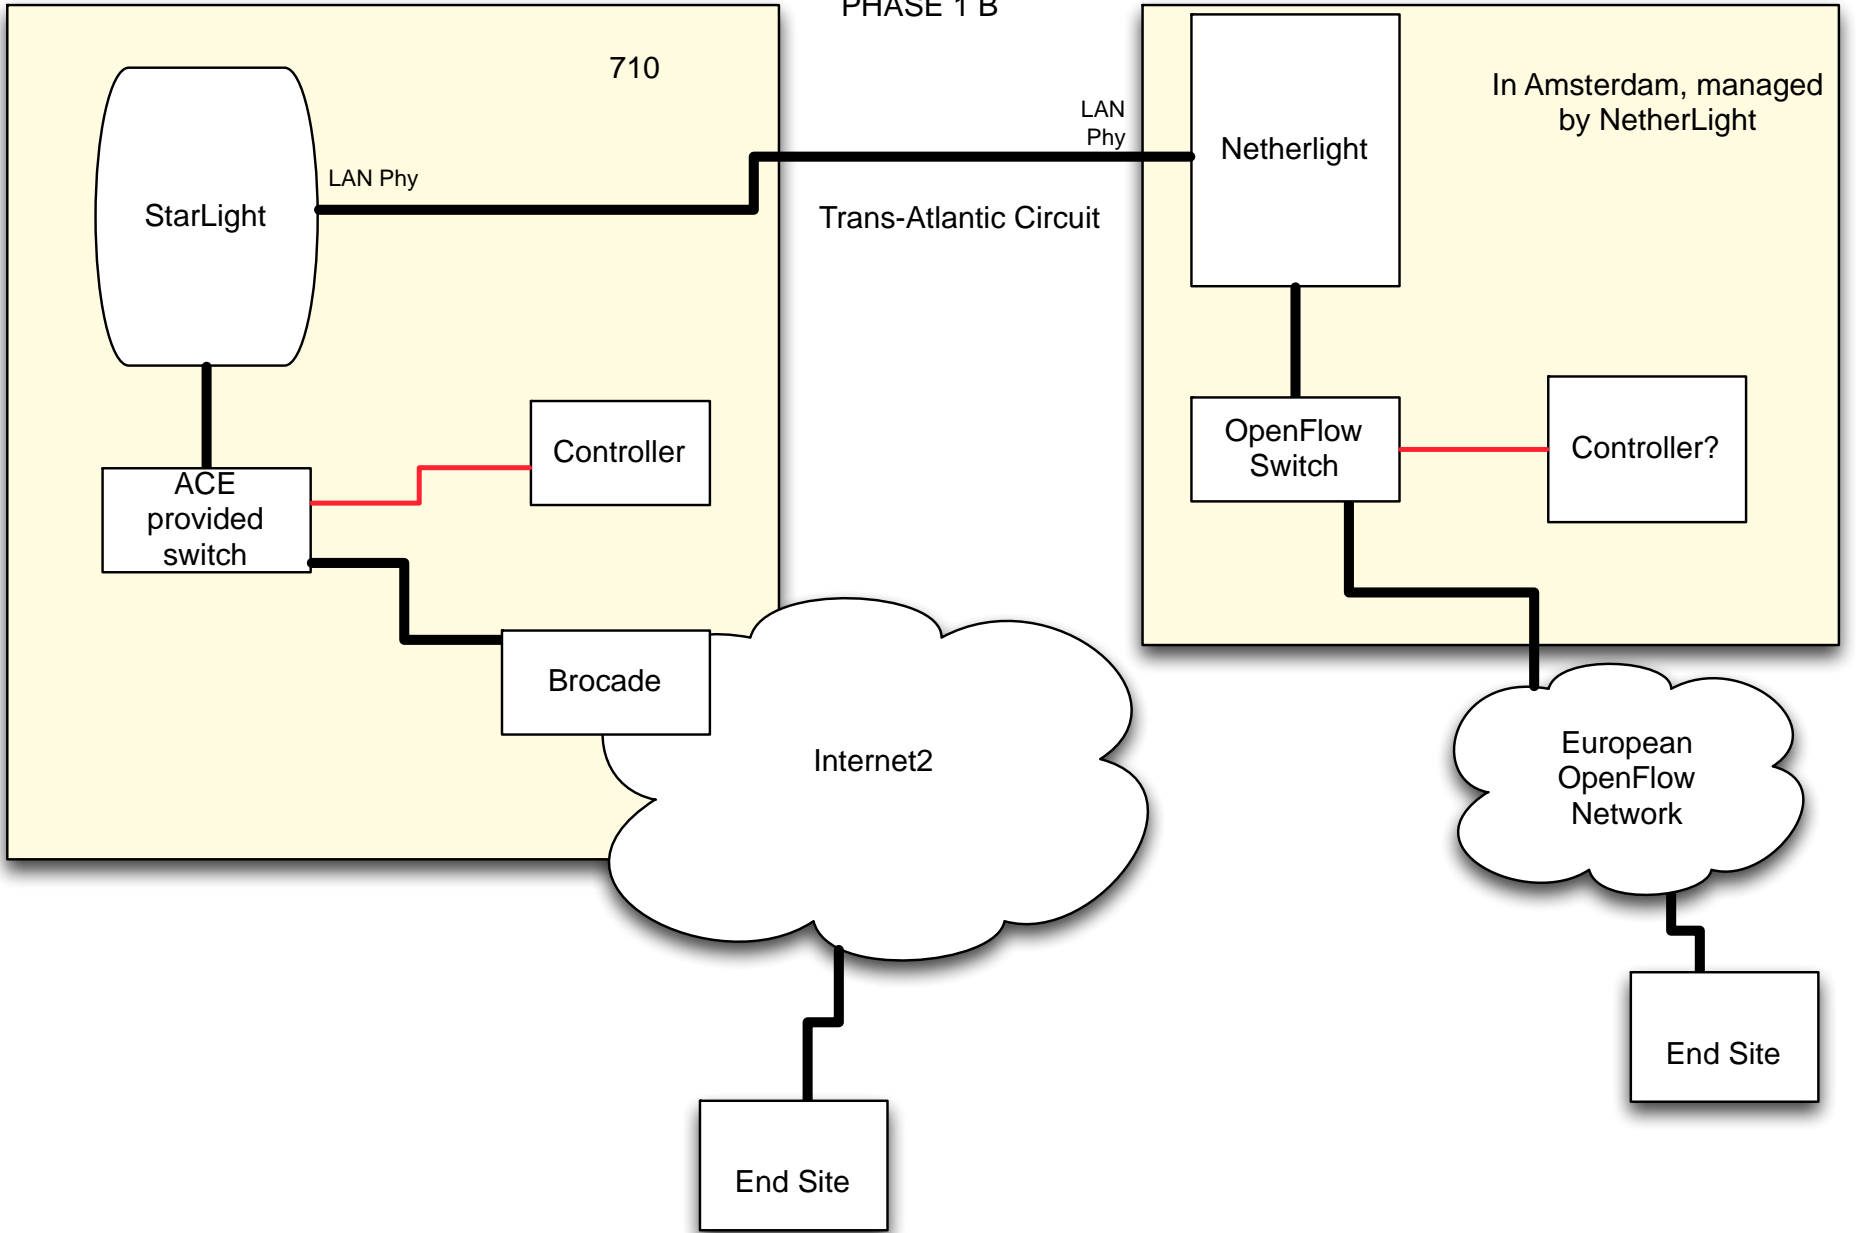 PHASE 1 B
710
In Amsterdam, managed
by NetherLight
LAN
Phy
Netherlight
LAN Phy
StarLight
Trans-Atlantic Circuit
Controller
OpenFlow
Switch
Controller?
ACE
provided
switch
Brocade
Internet2
European
OpenFlow
Network
End Site
End Site